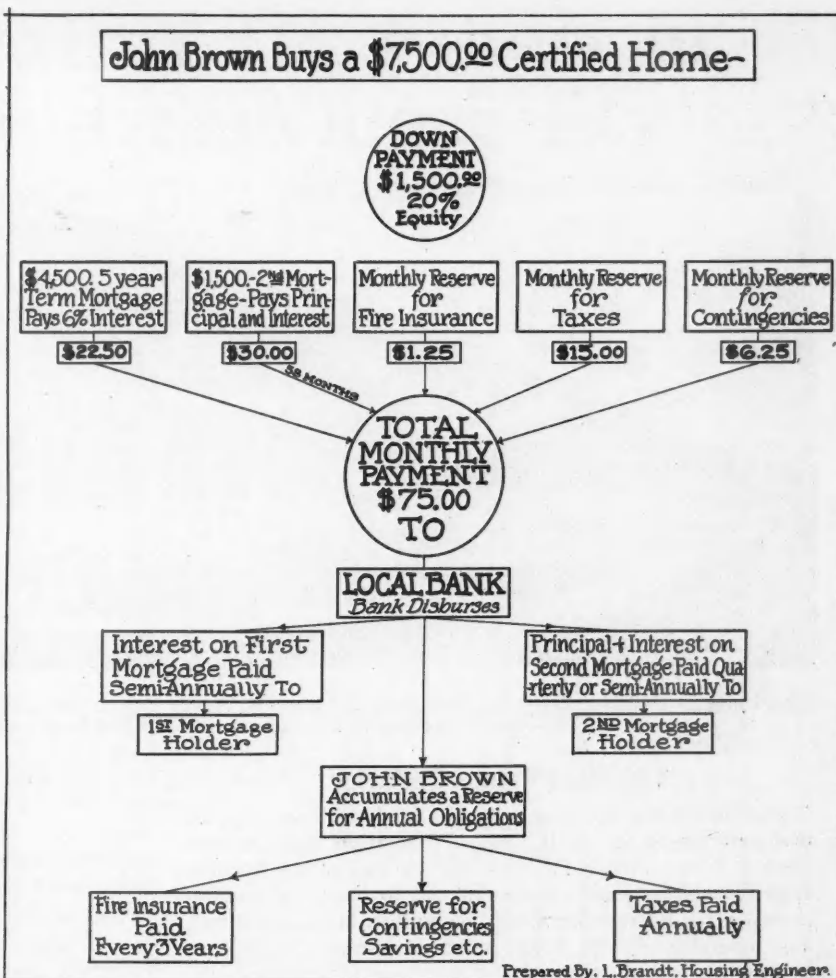 John Brown Buys a $7,500.00 Certified Home-
DOWN
PAYMENT
$1,500.00
20%
Equity
$4,500. 5 year
Term Mortgage
Pays 6% Interest
$22.50
$1,500.-2nd Mort-
gage-Pays Prin-
cipal and Interest
$30.00
Monthly Reserve
for
Fire Insurance
$1.25
Monthly Reserve
for
Taxes
$15.00
Monthly Reserve
for
Contingencies
$6.25
58 MONTHS
TOTAL
MONTHLY
PAYMENT
$75.00
TO
LOCAL BANK
Bank Disburses
Interest on First
Mortgage Paid
Semi-Annually To
1ST Mortgage
Holder
Principal + Interest on
Second Mortgage Paid Qua
-rterly or Semi-Annually To
2ND Mortgage
Holder
JOHN BROWN
Accumulates a Reserve
for Annual Obligations
Fire Insurance
Paid
Every 3 Years
Reserve for
Contingencies
Savings etc.
Taxes Paid
Annually
Prepared By. L. Brandt, Housing Engineer.